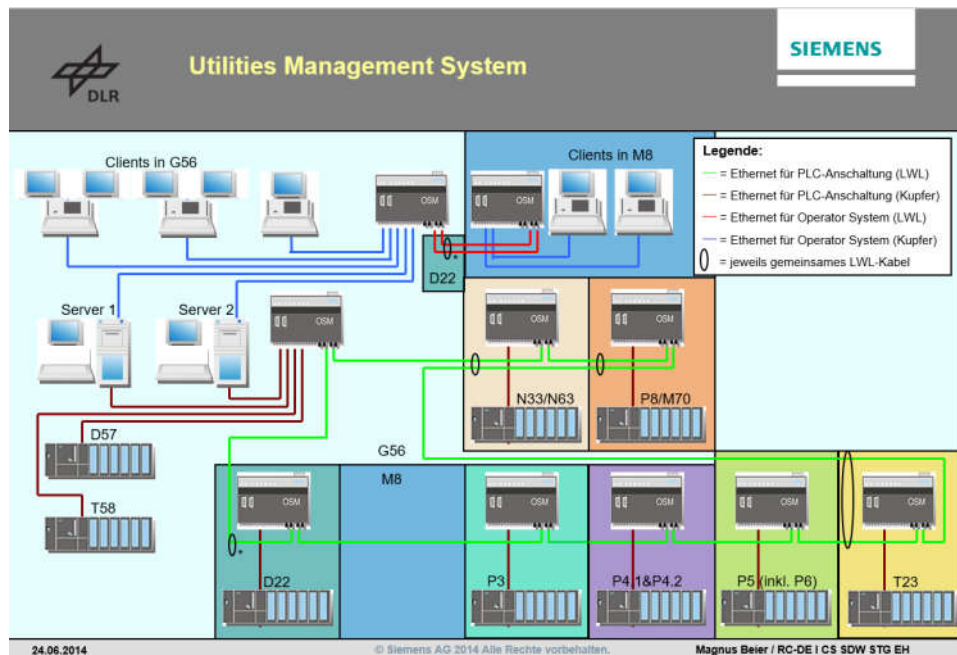 DLR
Utilities Management System
SIEMENS
Clients in G56
Clients in M8
Legende:
= Ethernet für PLC-Anschaltung (LWL)
= Ethernet für PLC-Anschaltung (Kupfer)
= Ethernet für Operator System (LWL)
= Ethernet für Operator System (Kupfer)
= jeweils gemeinsames LWL-Kabel
OSM
OSM
D22
Server 1
Server 2
OSM
OSM
OSM
N33/N63
P8/M70
D57
G56
M8
T58
OSM
OSM
OSM
OSM
OSM
D22
P3
P4.1&P4.2
P5 (inkl. P6)
T23
24.06.2014
© Siemens AG 2014 Alle Rechte vorbehalten.
Magnus Beier / RC-DE I CS SDW STG EH